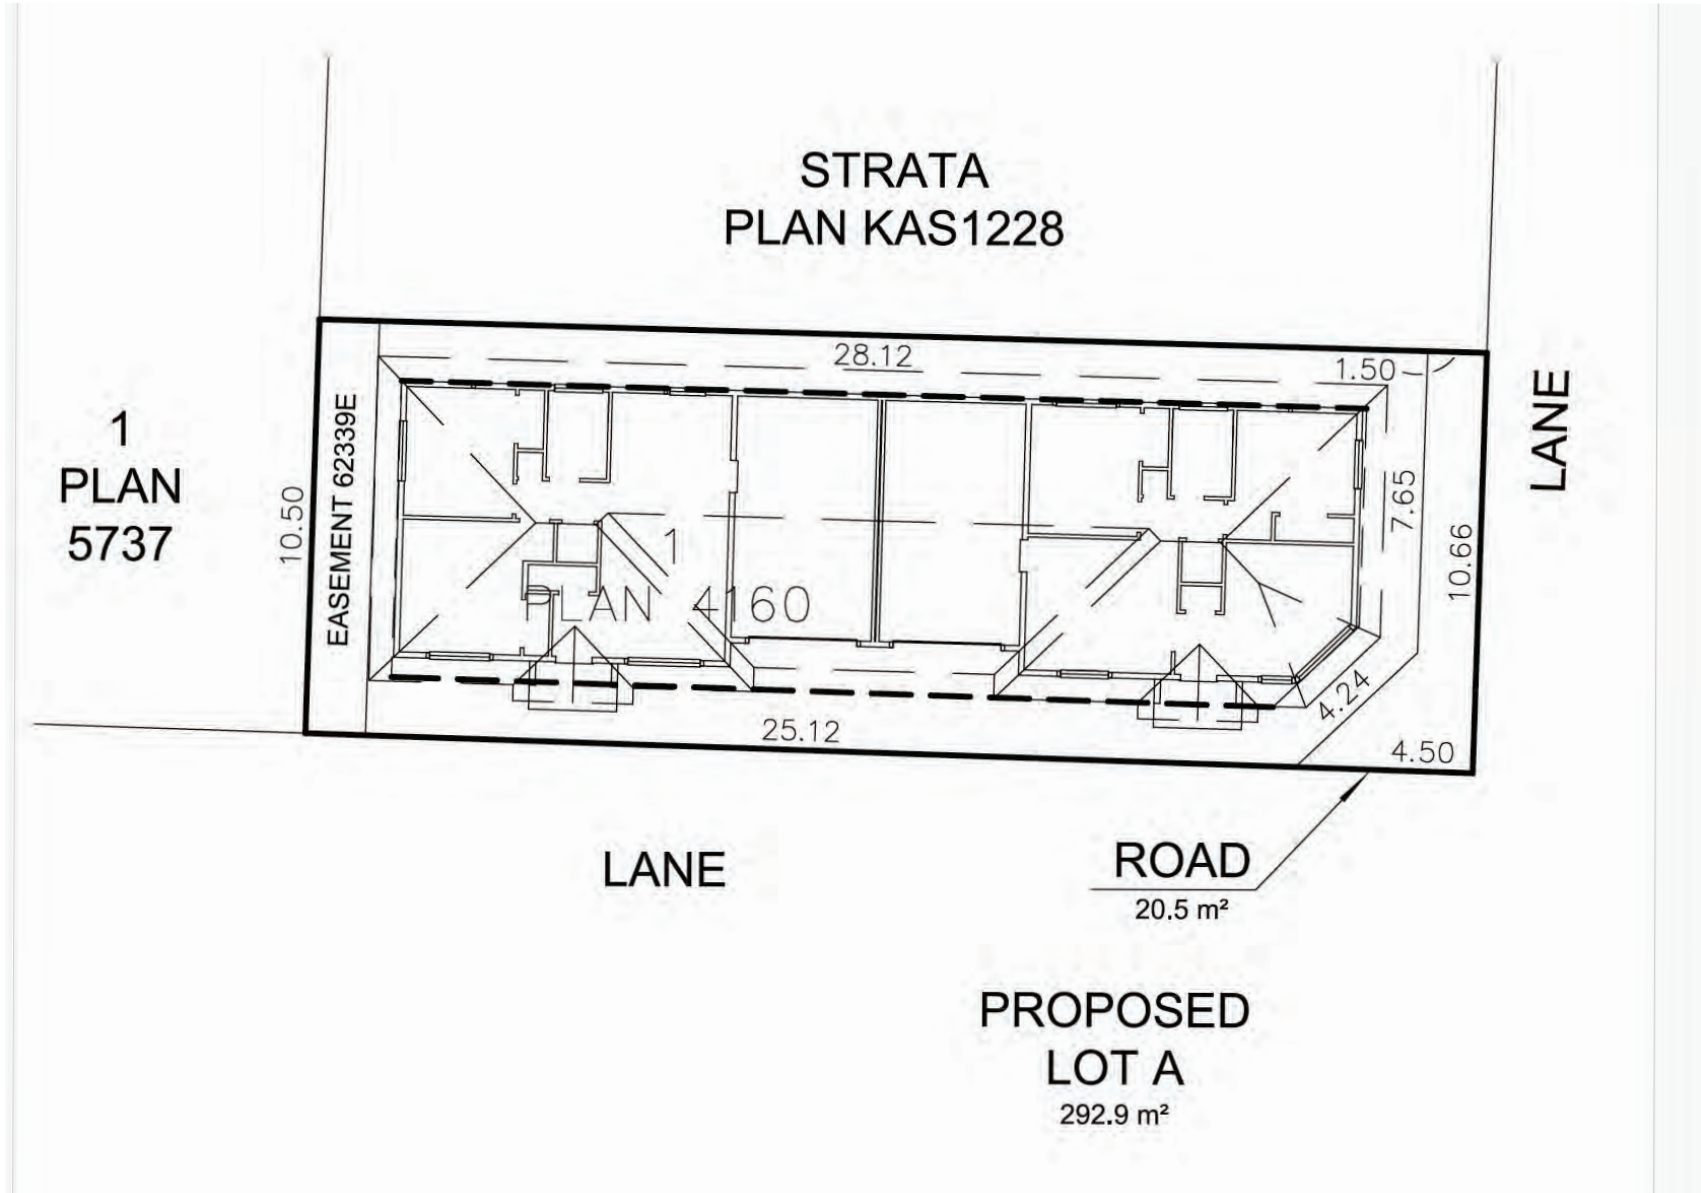 STRATA
PLAN KAS1228
28.12
1.50
LANE
1
PLAN
5737
10.50
EASEMENT 62339E
7.65
10.66
1
PLAN 4160
4.24
25.12
4.50
LANE
ROAD
20.5 m²
PROPOSED
LOT A
292.9 m²